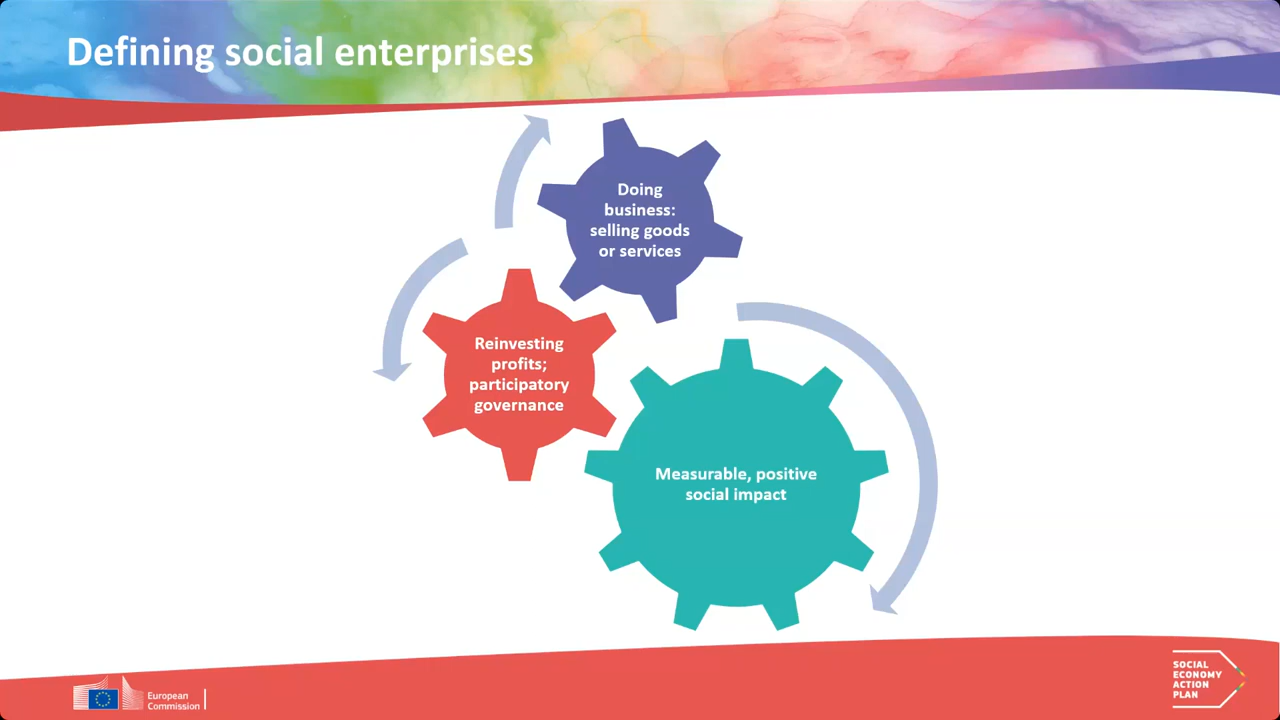 Defining social enterprises
Doing
business:
selling goods
or services
Reinvesting
profits;
participatory
governance
Measurable, positive
social impact
European
Commission
SOCIAL
ECONOMY
ACTION
PLAN